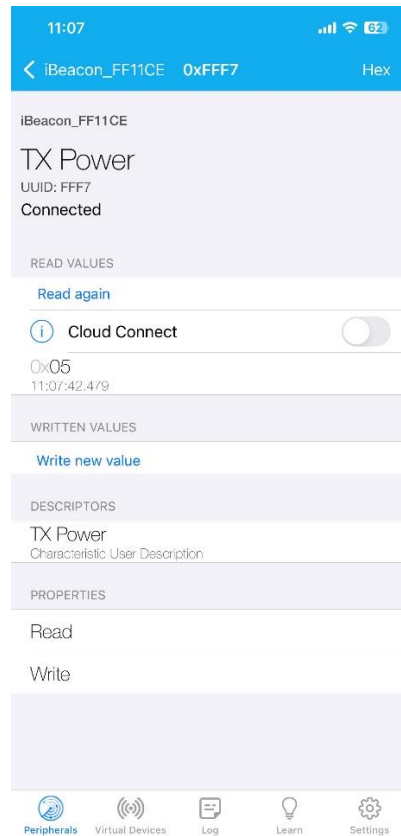 11:07 62
iBeacon_FF11CE 0xFFF7 Hex
iBeacon_FF11CE
TX Power
UUID: FFF7
Connected
READ VALUES
Read again
Cloud Connect
0x05
11:07:42.479
WRITTEN VALUES
Write new value
DESCRIPTORS
TX Power
Characteristic User Description
PROPERTIES
Read
Write
Peripherals Virtual Devices Log Learn Settings